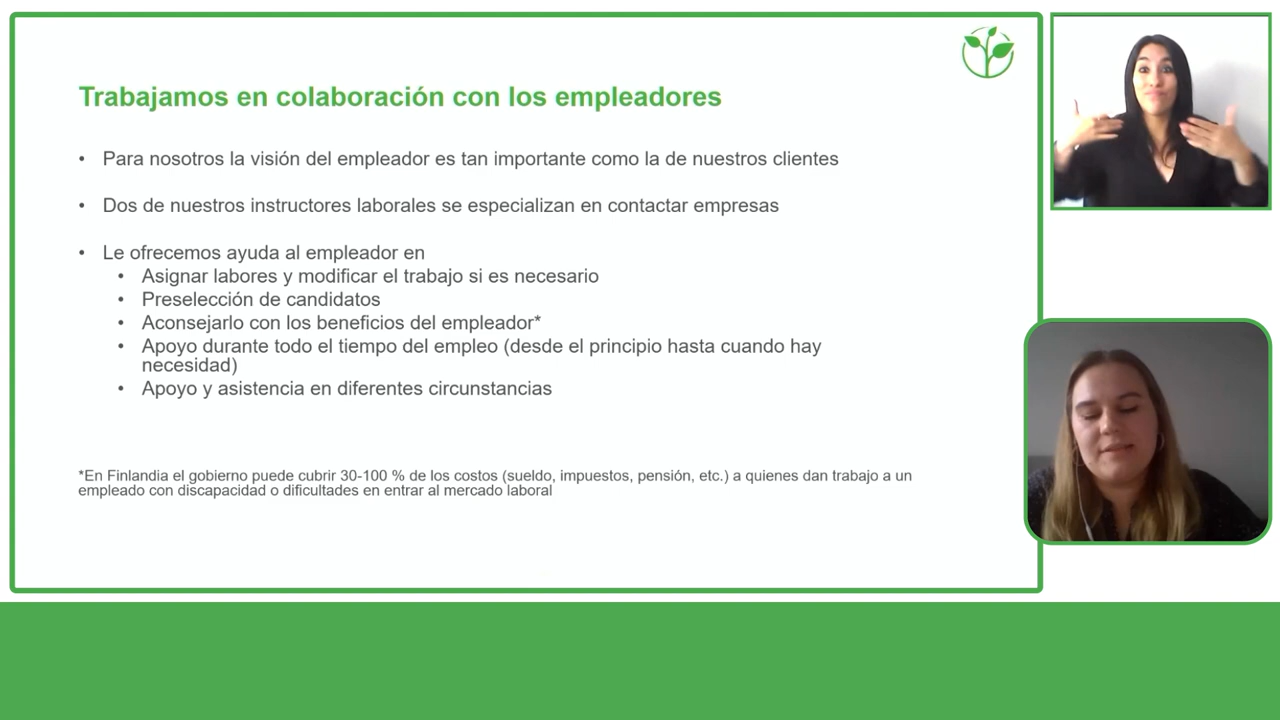 Trabajamos en colaboración con los empleadores
• Para nosotros la visión del empleador es tan importante como la de nuestros clientes
• Dos de nuestros instructores laborales se especializan en contactar empresas
• Le ofrecemos ayuda al empleador en
• Asignar labores y modificar el trabajo si es necesario
• Preselección de candidatos
• Aconsejarlo con los beneficios del empleador*
• Apoyo durante todo el tiempo del empleo (desde el principio hasta cuando hay
necesidad)
• Apoyo y asistencia en diferentes circunstancias
*En Finlandia el gobierno puede cubrir 30-100 % de los costos (sueldo, impuestos, pensión, etc.) a quienes dan trabajo a un
empleado con discapacidad o dificultades en entrar al mercado laboral